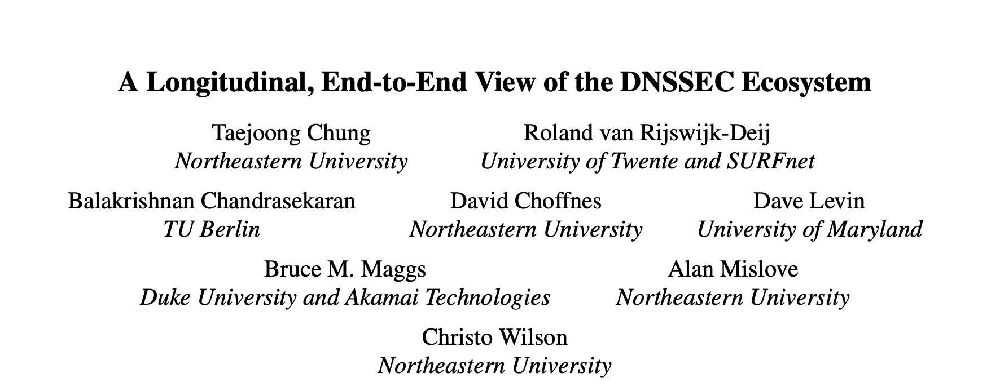 A Longitudinal, End-to-End View of the DNSSEC Ecosystem
Taejoong Chung Roland van Rijswijk-Deij
Northeastern University University of Twente and SURFnet
Balakrishnan Chandrasekaran David Choffnes Dave Levin
TU Berlin Northeastern University University of Maryland
Bruce M. Maggs Alan Mislove
Duke University and Akamai Technologies Northeastern University
Christo Wilson
Northeastern University